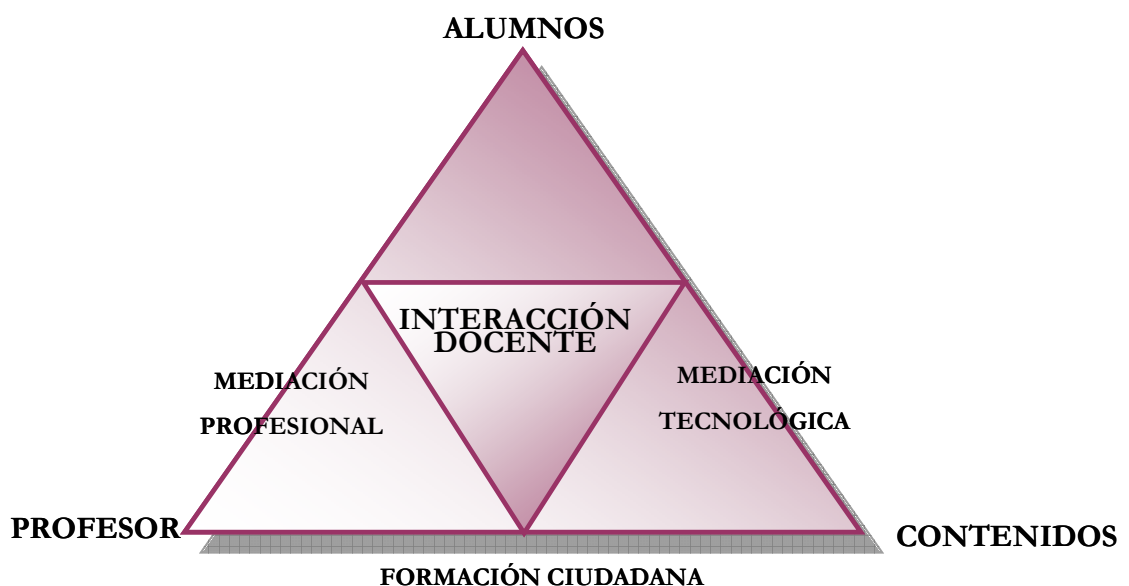 ALUMNOS
INTERACCIÓN
DOCENTE
MEDIACIÓN
PROFESIONAL
MEDIACIÓN
TECNOLÓGICA
PROFESOR
CONTENIDOS
FORMACIÓN CIUDADANA